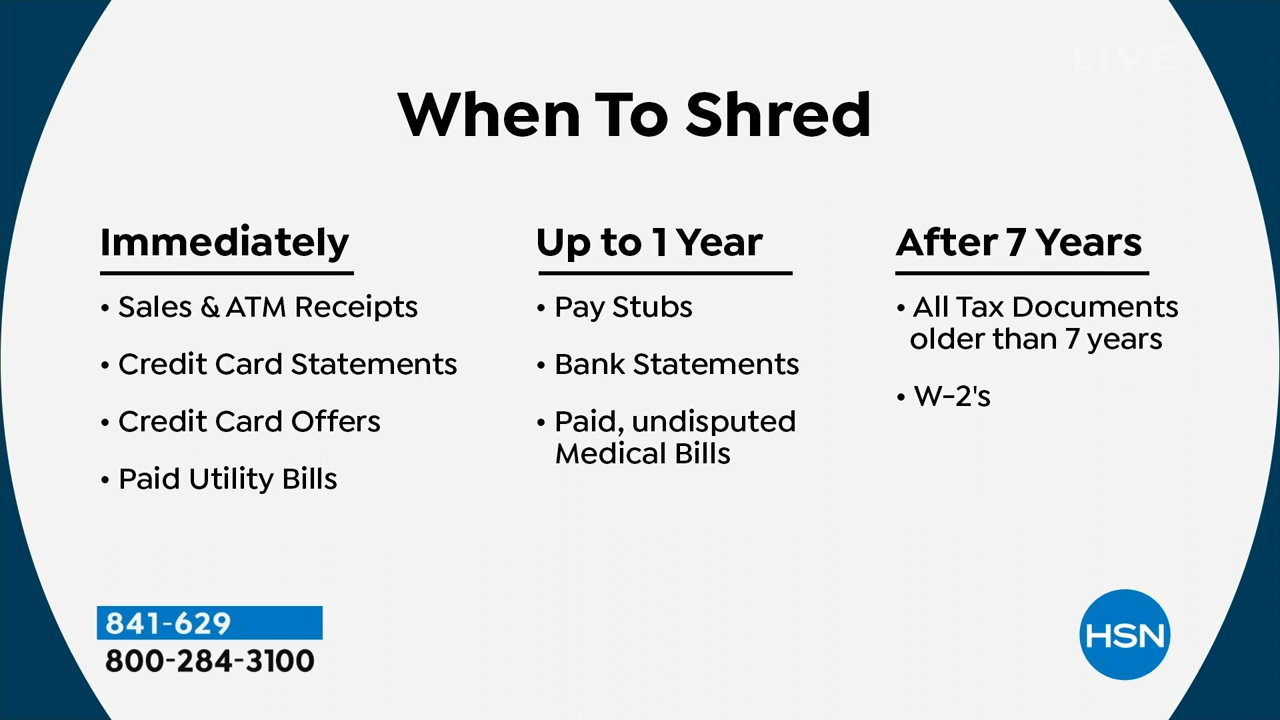 LIVE
When To Shred
Immediately
• Sales & ATM Receipts
• Credit Card Statements
• Credit Card Offers
• Paid Utility Bills
Up to 1 Year
• Pay Stubs
• Bank Statements
• Paid, undisputed
Medical Bills
After 7 Years
• All Tax Documents
older than 7 years
• W-2's
841-629
800-284-3100
HSN